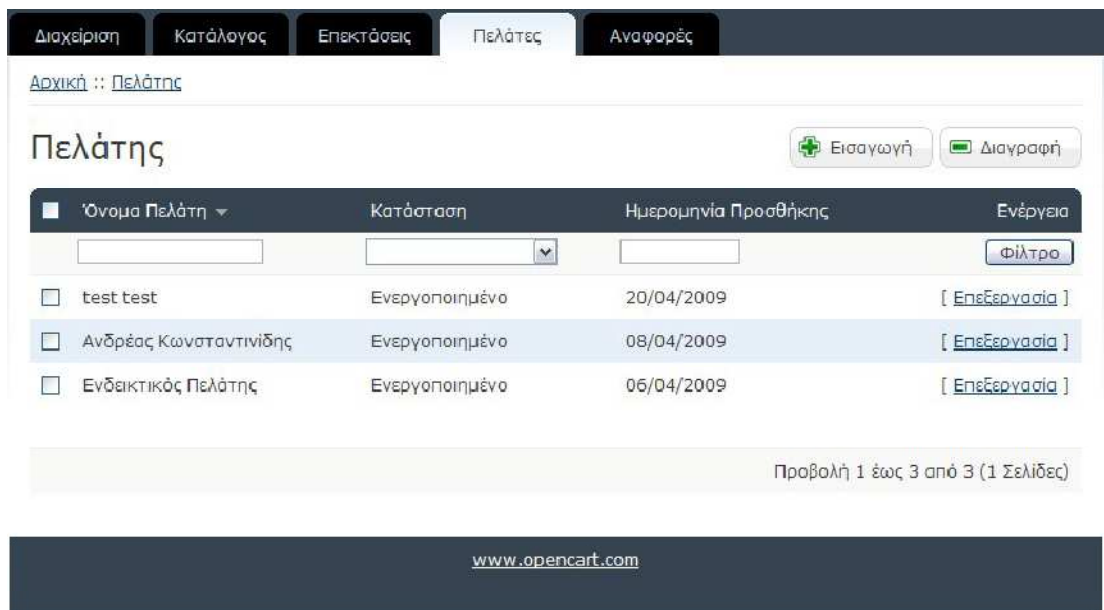 Διαχείριση Κατάλογος Επεκτάσεις Πελάτες Αναφορές
Αρχική :: Πελάτης
Πελάτης Εισαγωγή Διαγραφή
Όνομα Πελάτη Κατάσταση Ημερομηνία Προσθήκης Ενέργεια
Φίλτρο
test test Ενεργοποιημένο 20/04/2009 [ Επεξεργασία ]
Ανδρέας Κωνσταντινίδης Ενεργοποιημένο 08/04/2009 [ Επεξεργασία ]
Ενδεικτικός Πελάτης Ενεργοποιημένο 06/04/2009 [ Επεξεργασία ]
Προβολή 1 έως 3 από 3 (1 Σελίδες)
www.opencart.com